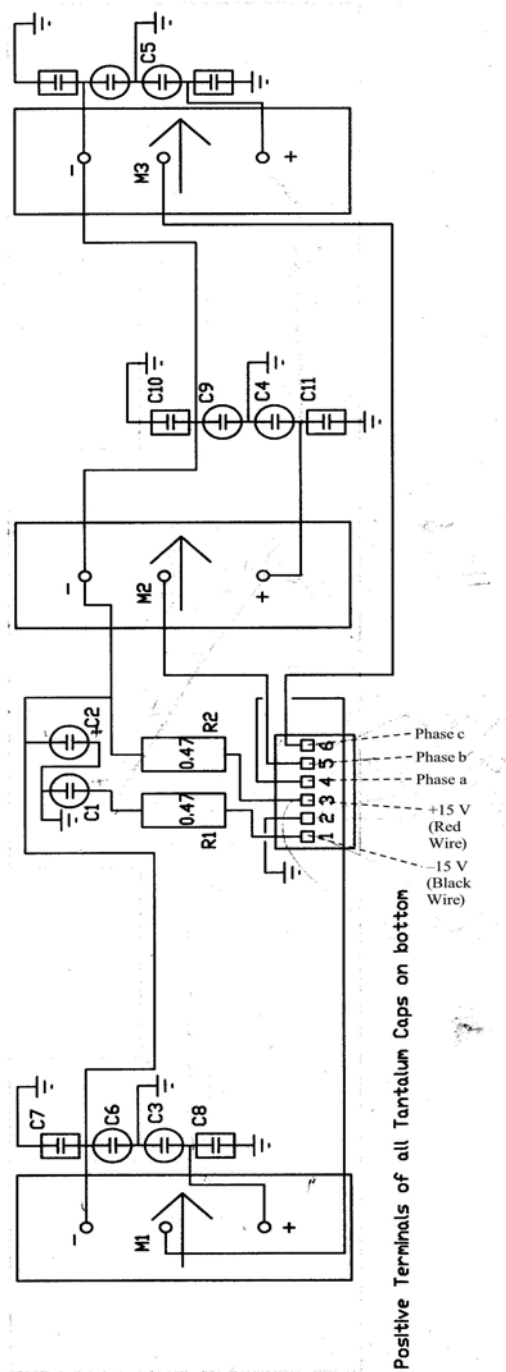 C5
-
M3
+
C10
C9
C4
C11
-
M2
+
C2
+
C1
0.47
R2
0.47
R1
6
5
4
3
2
1
Phase c
Phase b
Phase a
+15 V
(Red
Wire)
–15 V
(Black
Wire)
C7
C6
C3
C8
-
M1
+
Positive Terminals of all Tantalum Caps on bottom